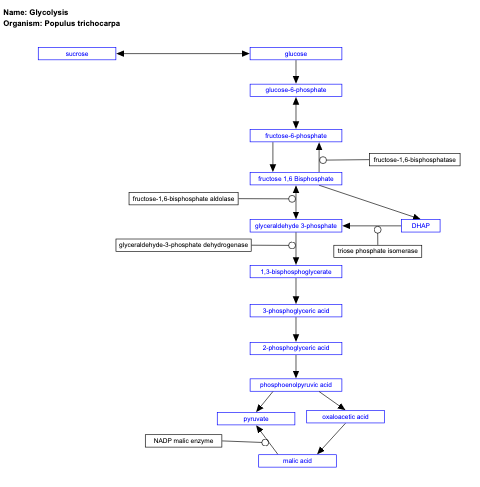 Name: Glycolysis
Organism: Populus trichocarpa
sucrose
glucose
glucose-6-phosphate
fructose-6-phosphate
fructose-1,6-bisphosphatase
fructose 1,6 Bisphosphate
fructose-1,6-bisphosphate aldolase
glyceraldehyde 3-phosphate
DHAP
glyceraldehyde-3-phosphate dehydrogenase
triose phosphate isomerase
1,3-bisphosphoglycerate
3-phosphoglyceric acid
2-phosphoglyceric acid
phosphoenolpyruvic acid
pyruvate
oxaloacetic acid
NADP malic enzyme
malic acid